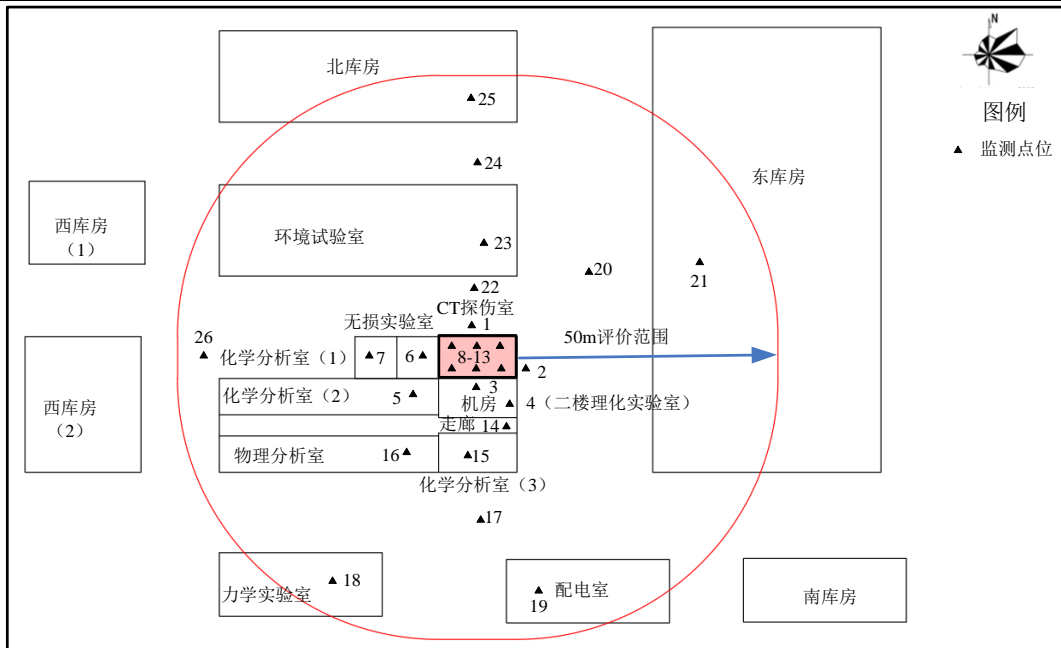 N
图例
▲ 监测点位
北库房
25
24
东库房
西库房
（1）
环境试验室
23
20
21
22
CT探伤室
1
无损实验室
50m评价范围
26
化学分析室（1）
7
6
8-13
2
西库房
（2）
化学分析室（2）
5
3
机房
4（二楼理化实验室）
走廊
14
物理分析室
16
15
化学分析室（3）
17
18
力学实验室
19
配电室
南库房